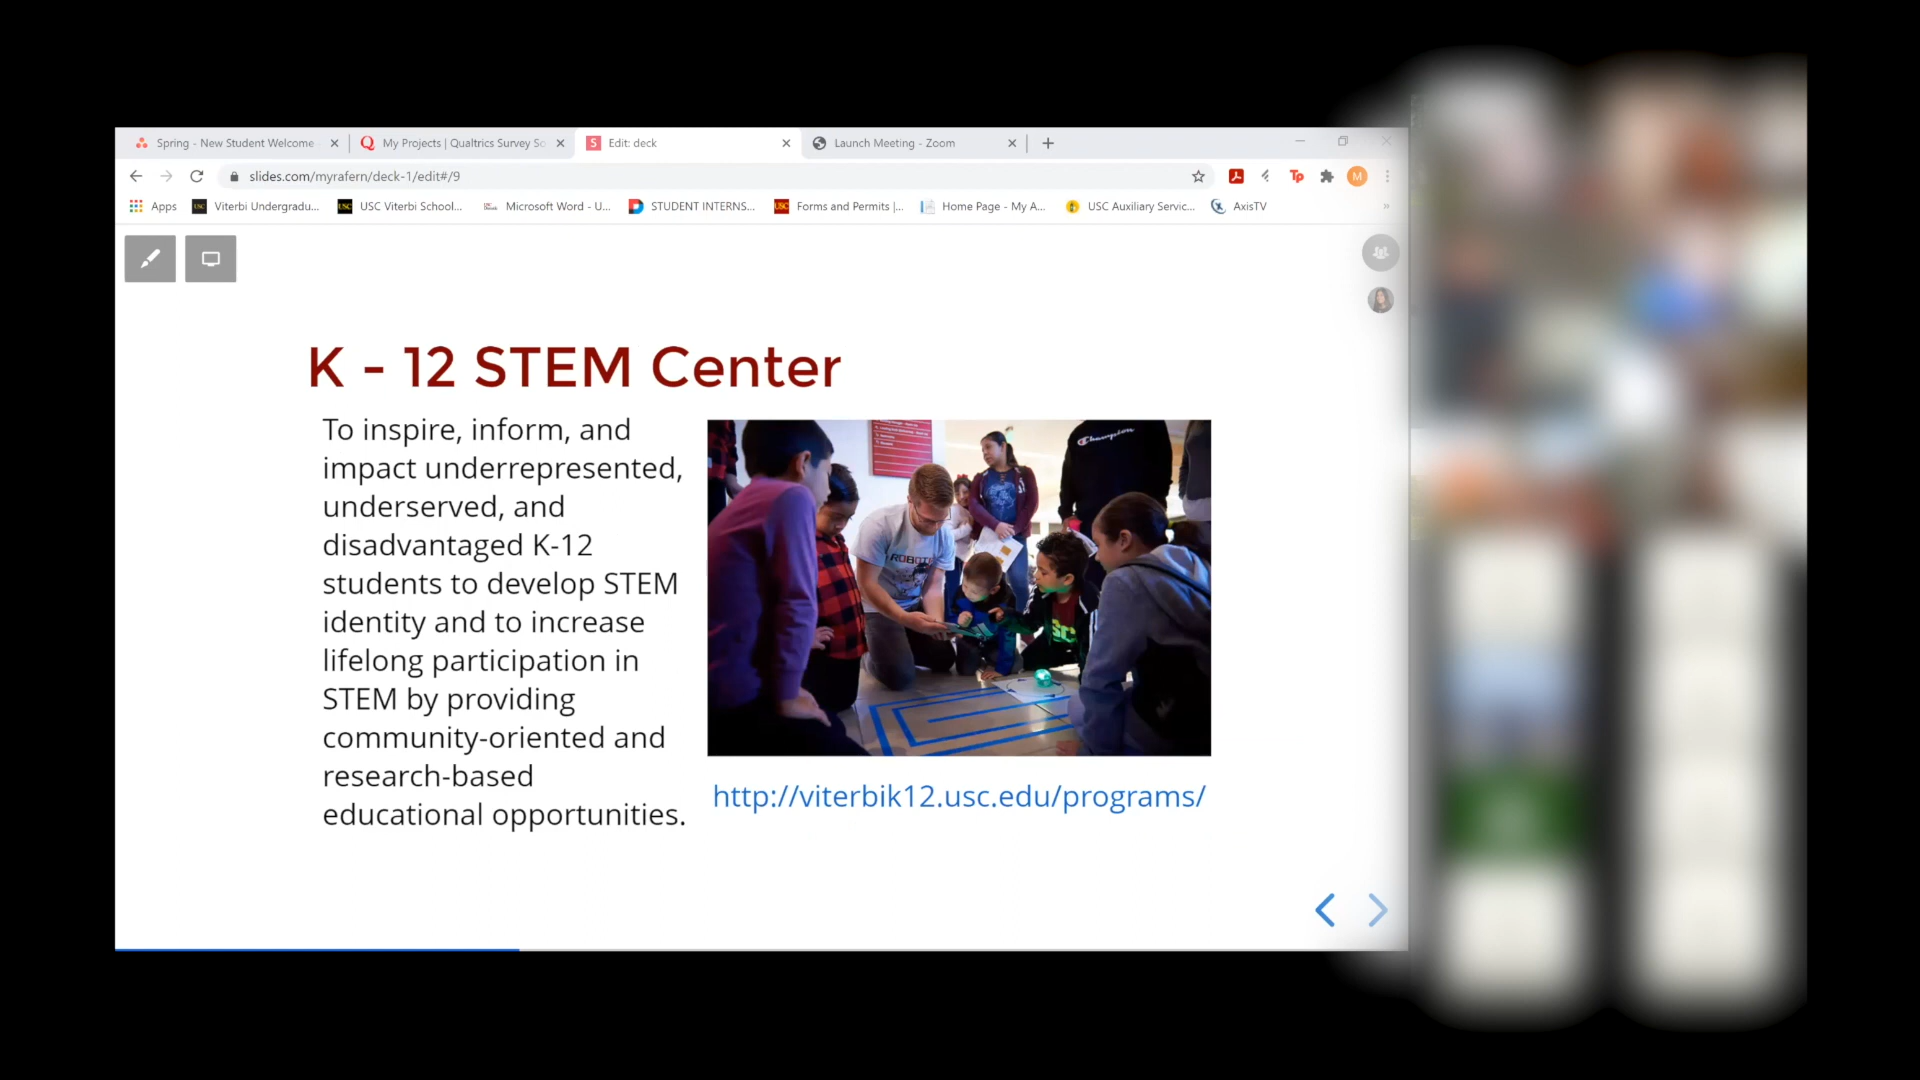 Spring - New Student Welcome
My Projects | Qualtrics Survey So
Edit: deck
Launch Meeting - Zoom
slides.com/myrafern/deck-1/edit#/9
M
Apps
Viterbi Undergradu...
USC Viterbi School...
Microsoft Word - U...
STUDENT INTERNS...
Forms and Permits |...
Home Page - My A...
USC Auxiliary Servic...
AxisTV
K - 12 STEM Center
To inspire, inform, and
impact underrepresented,
underserved, and
disadvantaged K-12
students to develop STEM
identity and to increase
lifelong participation in
STEM by providing
community-oriented and
research-based
educational opportunities.
Champion
http://viterbik12.usc.edu/programs/